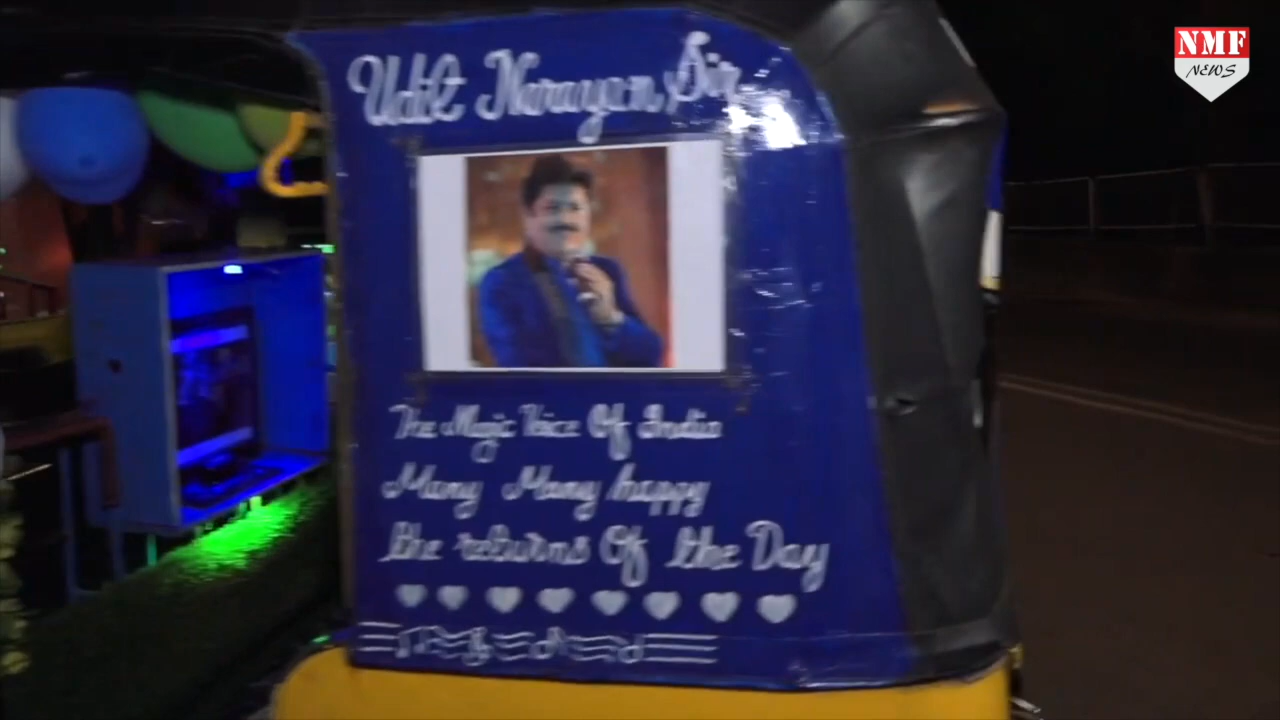 NMF
NEWS
Udit Narayan Sir
The Magic Voice Of India
Many Many happy
the returns Of the Day